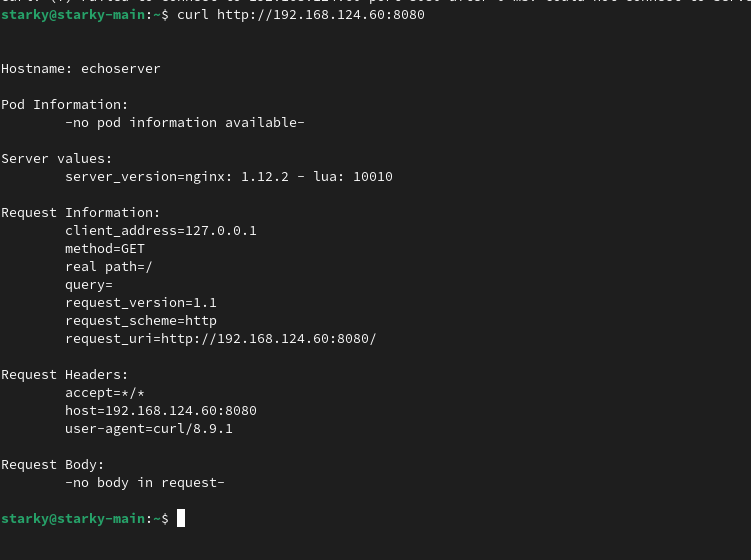 starky@starky-main:~$ curl http://192.168.124.60:8080
Hostname: echoserver
Pod Information:
-no pod information available-
Server values:
server_version=nginx: 1.12.2 - lua: 10010
Request Information:
client_address=127.0.0.1
method=GET
real path=/
query=
request_version=1.1
request_scheme=http
request_uri=http://192.168.124.60:8080/
Request Headers:
accept=*/*
host=192.168.124.60:8080
user-agent=curl/8.9.1
Request Body:
-no body in request-
starky@starky-main:~$